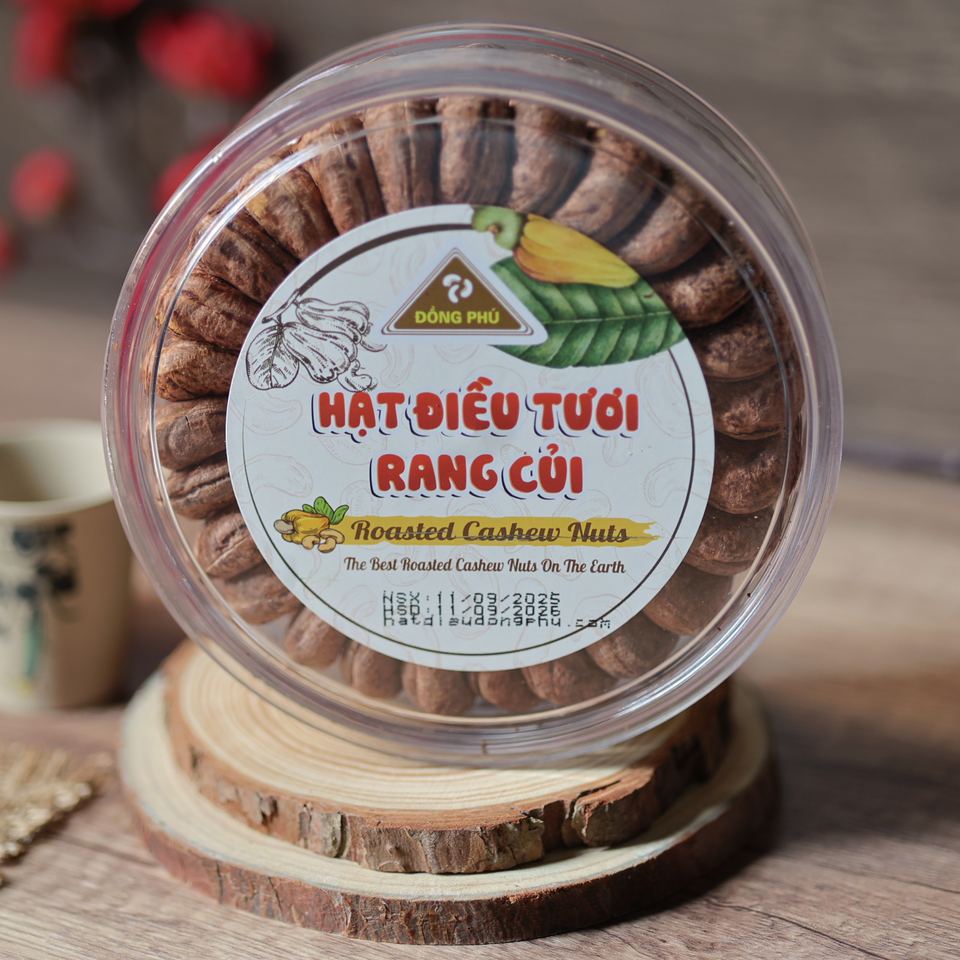 ĐỒNG PHÚ
HẠT ĐIỀU TƯƠI
RANG CỦI
Roasted Cashew Nuts
The Best Roasted Cashew Nuts On The Earth
NSX:11/09/2025
HSD:11/09/2026
hatdieudongphu.com